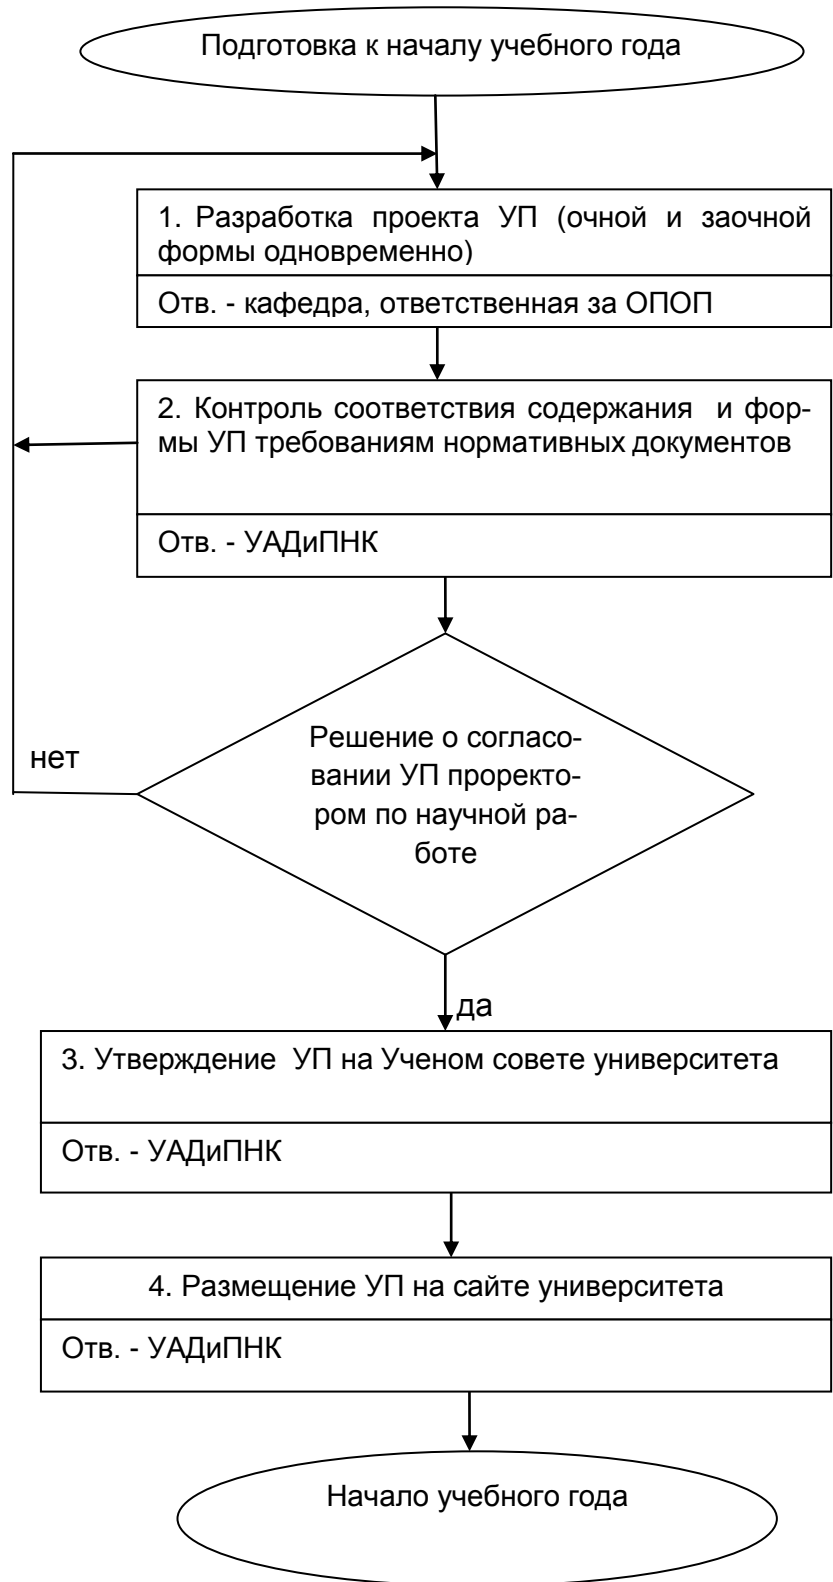 Подготовка к началу учебного года
1. Разработка проекта УП (очной и заочной
формы одновременно)
Отв. - кафедра, ответственная за ОПОП
2. Контроль соответствия содержания и фор-
мы УП требованиям нормативных документов
Отв. - УАДиПНК
Решение о согласо-
вании УП проректо-
ром по научной ра-
боте
нет
да
3. Утверждение УП на Ученом совете университета
Отв. - УАДиПНК
4. Размещение УП на сайте университета
Отв. - УАДиПНК
Начало учебного года